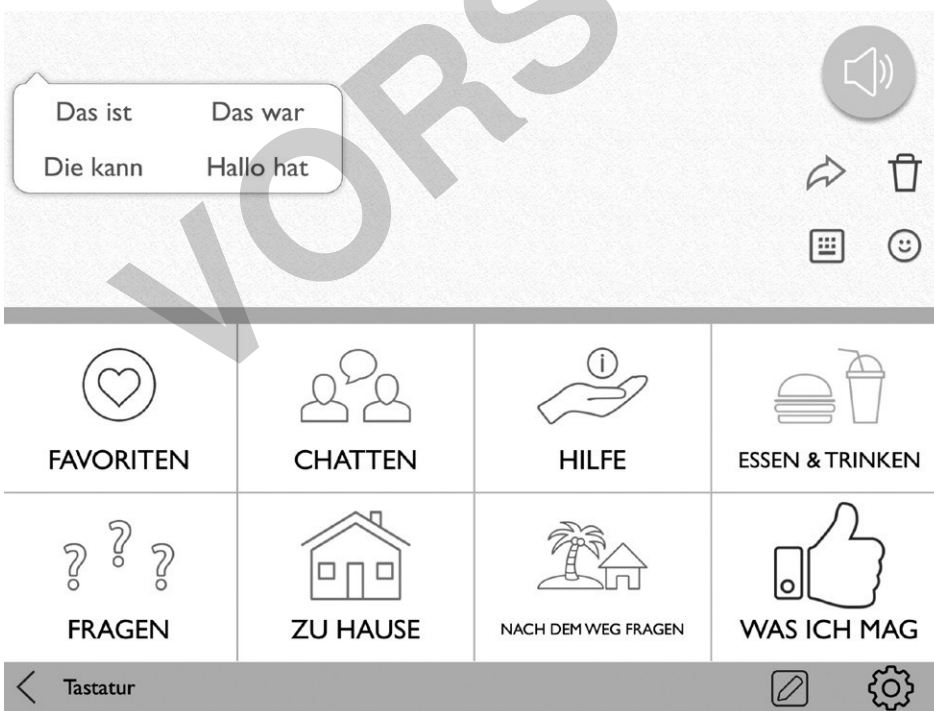 Das ist Das war
Die kann Hallo hat
VORS
FAVORITEN CHATTEN HILFE ESSEN & TRINKEN
FRAGEN ZU HAUSE NACH DEM WEG FRAGEN WAS ICH MAG
Tastatur